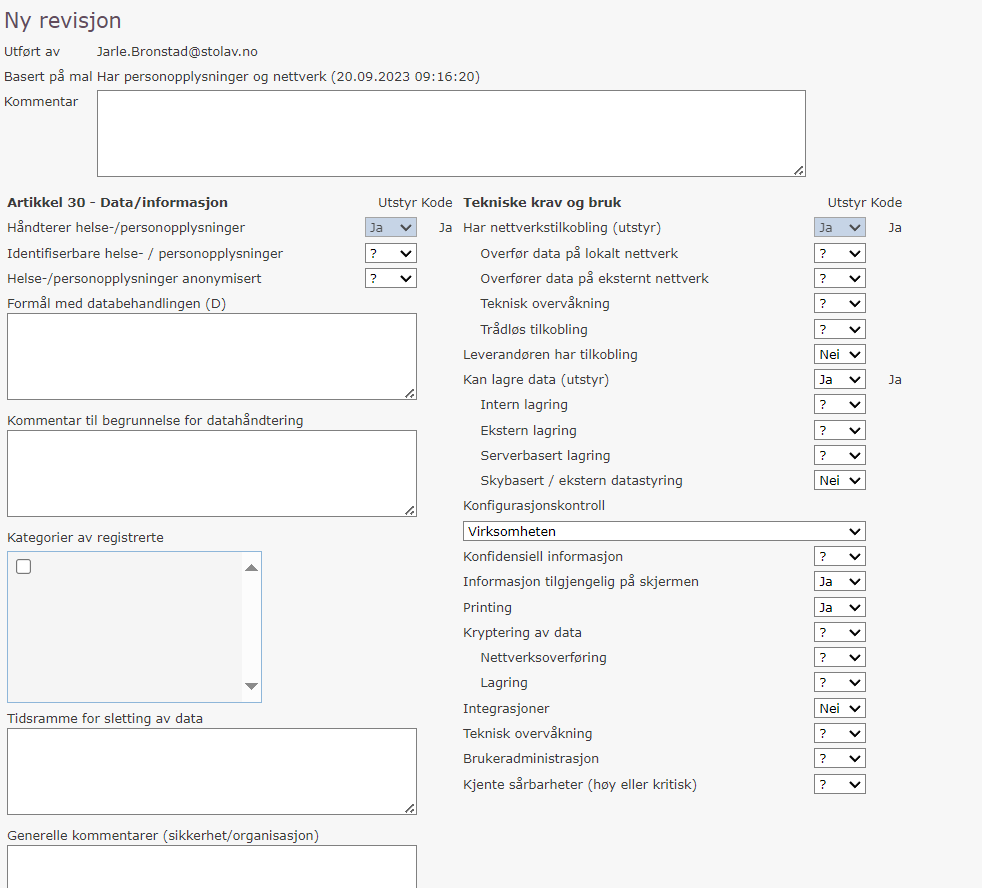 Ny revisjon
Utført av Jarle.Bronstad@stolav.no
Basert på mal Har personopplysninger og nettverk (20.09.2023 09:16:20)
Kommentar
Artikkel 30 - Data/informasjon Utstyr Kode
Håndterer helse-/personopplysninger Ja Ja
Identifiserbare helse- / personopplysninger ?
Helse-/personopplysninger anonymisert ?
Formål med databehandlingen (D)
Kommentar til begrunnelse for datahåndtering
Kategorier av registrerte
Tidsramme for sletting av data
Generelle kommentarer (sikkerhet/organisasjon)
Tekniske krav og bruk Utstyr Kode
Har nettverkstilkobling (utstyr) Ja Ja
Overfør data på lokalt nettverk ?
Overfører data på eksternt nettverk ?
Teknisk overvåkning ?
Trådløs tilkobling ?
Leverandøren har tilkobling Nei
Kan lagre data (utstyr) Ja Ja
Intern lagring ?
Ekstern lagring ?
Serverbasert lagring ?
Skybasert / ekstern datastyring Nei
Konfigurasjonskontroll
Virksomheten
Konfidensiell informasjon ?
Informasjon tilgjengelig på skjermen Ja
Printing Ja
Kryptering av data ?
Nettverksoverføring ?
Lagring ?
Integrasjoner Nei
Teknisk overvåkning ?
Brukeradministrasjon ?
Kjente sårbarheter (høy eller kritisk) ?